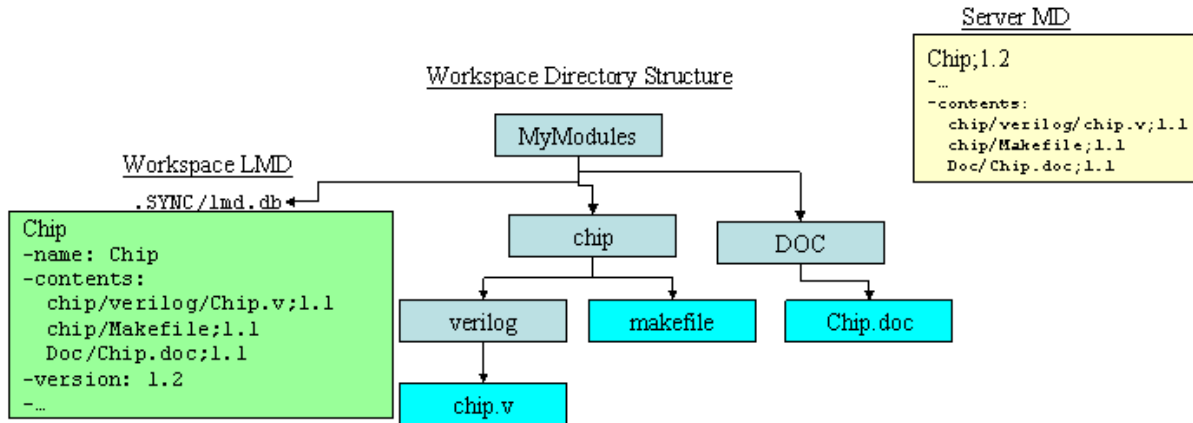 Server MD
Chip;1.2
-...
-contents:
chip/verilog/chip.v;1.1
chip/Makefile;1.1
Doc/Chip.doc;1.1
Workspace Directory Structure
MyModules
Workspace LMD
.SYNC/lmd.db
Chip
-name: Chip
-contents:
chip/verilog/Chip.v;1.1
chip/Makefile;1.1
Doc/Chip.doc;1.1
-version: 1.2
-...
chip
DOC
verilog
makefile
Chip.doc
chip.v